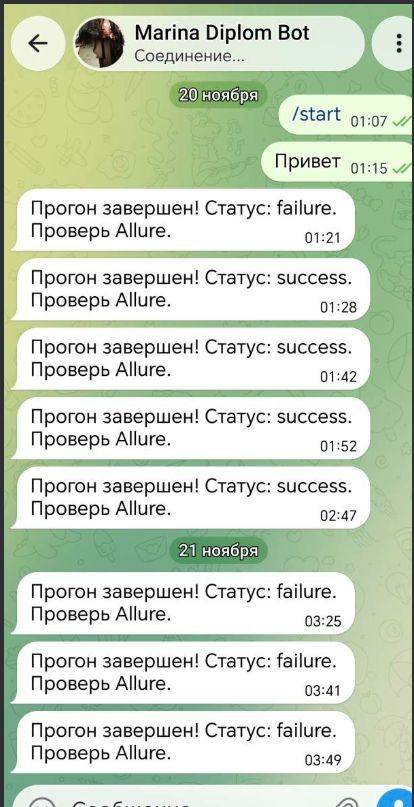 Marina Diplom Bot
Соединение...
20 ноября
/start 01:07
Привет 01:15
Прогон завершен! Статус: failure.
Проверь Allure. 01:21
Прогон завершен! Статус: success.
Проверь Allure. 01:28
Прогон завершен! Статус: success.
Проверь Allure. 01:42
Прогон завершен! Статус: success.
Проверь Allure. 01:52
Прогон завершен! Статус: success.
Проверь Allure. 02:47
21 ноября
Прогон завершен! Статус: failure.
Проверь Allure. 03:25
Прогон завершен! Статус: failure.
Проверь Allure. 03:41
Прогон завершен! Статус: failure.
Проверь Allure. 03:49